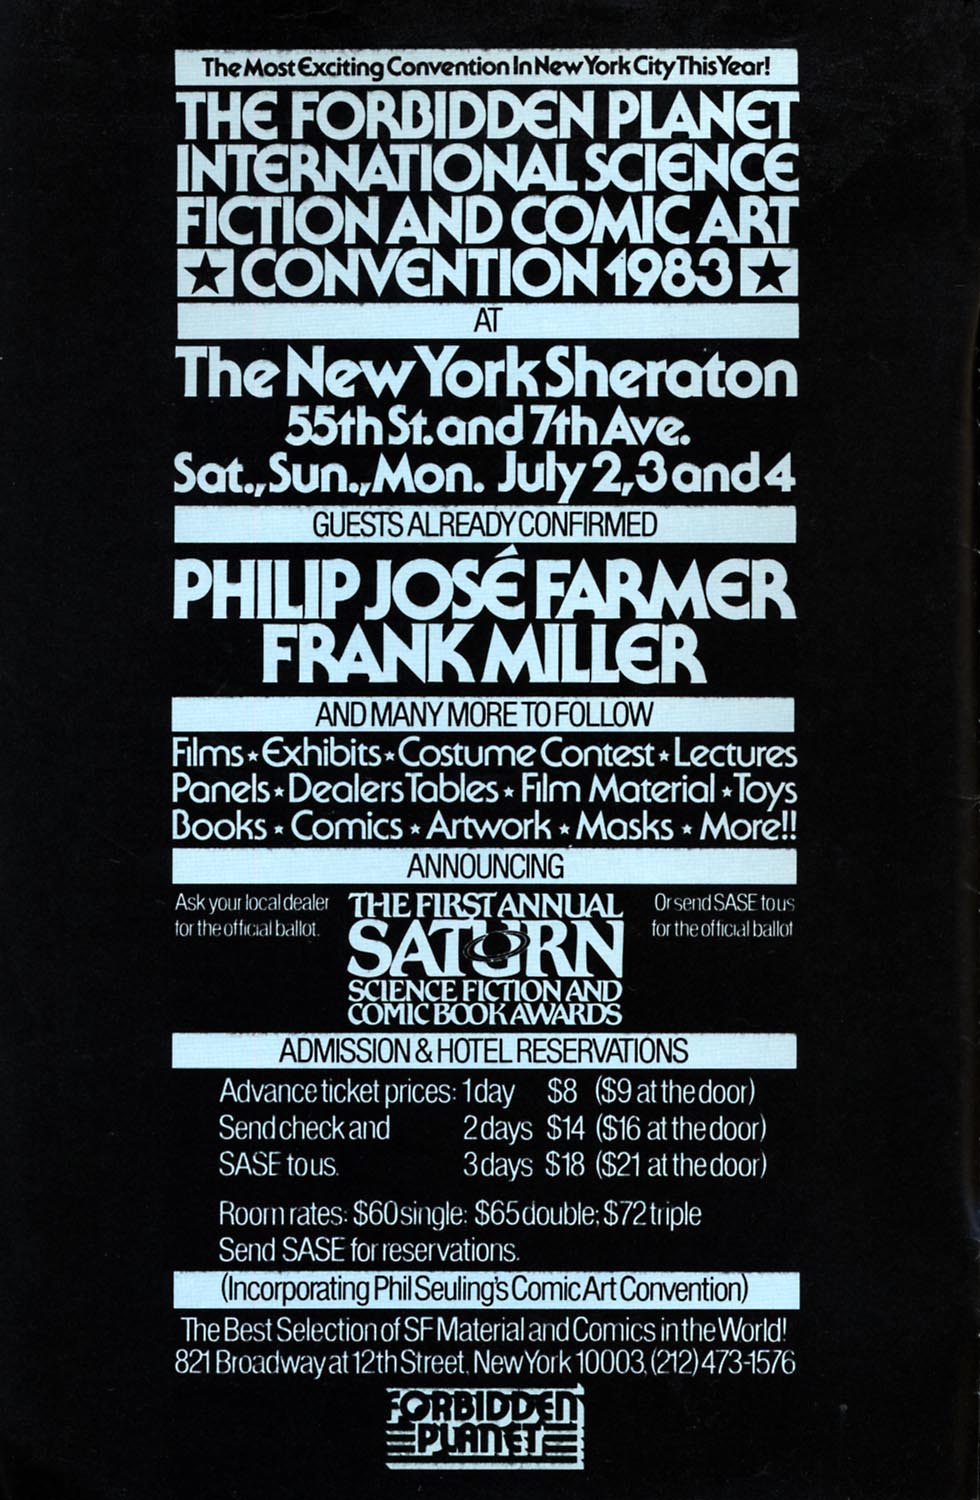 The Most Exciting Convention In New York City This Year!
THE FORBIDDEN PLANET
INTERNATIONAL SCIENCE
FICTION AND COMIC ART
★ CONVENTION 1983 ★
AT
The New York Sheraton
55th St. and 7th Ave.
Sat., Sun., Mon. July 2, 3 and 4
GUESTS ALREADY CONFIRMED
PHILIP JOSÉ FARMER
FRANK MILLER
AND MANY MORE TO FOLLOW
Films ★ Exhibits ★ Costume Contest ★ Lectures
Panels ★ Dealers Tables ★ Film Material ★ Toys
Books ★ Comics ★ Artwork ★ Masks ★ More!!
ANNOUNCING
Ask your local dealer
for the official ballot.
THE FIRST ANNUAL
SATURN
SCIENCE FICTION AND
COMIC BOOK AWARDS
Or send SASE to us
for the official ballot
ADMISSION & HOTEL RESERVATIONS
Advance ticket prices: 1 day $8 ($9 at the door)
Send check and 2 days $14 ($16 at the door)
SASE to us. 3 days $18 ($21 at the door)
Room rates: $60 single; $65 double; $72 triple
Send SASE for reservations.
(Incorporating Phil Seuling's Comic Art Convention)
The Best Selection of SF Material and Comics in the World!
821 Broadway at 12th Street, New York 10003, (212) 473-1576
FORBIDDEN
PLANET